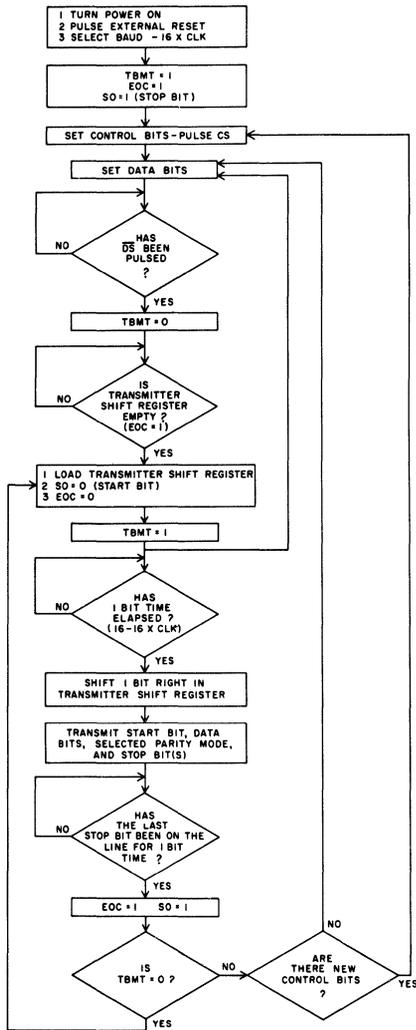 1 TURN POWER ON
2 PULSE EXTERNAL RESET
3 SELECT BAUD - 16 X CLK
TBMT = 1
EOC = 1
SO = 1 (STOP BIT)
SET CONTROL BITS - PULSE CS
SET DATA BITS
HAS
D̅S̅ BEEN
PULSED
?
NO
YES
TBMT = 0
IS
TRANSMITTER
SHIFT REGISTER
EMPTY ?
(EOC = 1)
NO
YES
1 LOAD TRANSMITTER SHIFT REGISTER
2 SO = 0 (START BIT)
3 EOC = 0
TBMT = 1
HAS
1 BIT TIME
ELAPSED ?
(16 - 16 X CLK)
NO
YES
SHIFT 1 BIT RIGHT IN
TRANSMITTER SHIFT REGISTER
TRANSMIT START BIT, DATA
BITS, SELECTED PARITY MODE,
AND STOP BIT(S)
HAS
THE LAST
STOP BIT BEEN ON THE
LINE FOR 1 BIT
TIME ?
NO
YES
EOC = 1 SO = 1
IS
TBMT = 0 ?
NO
YES
ARE
THERE NEW
CONTROL BITS
?
NO
YES